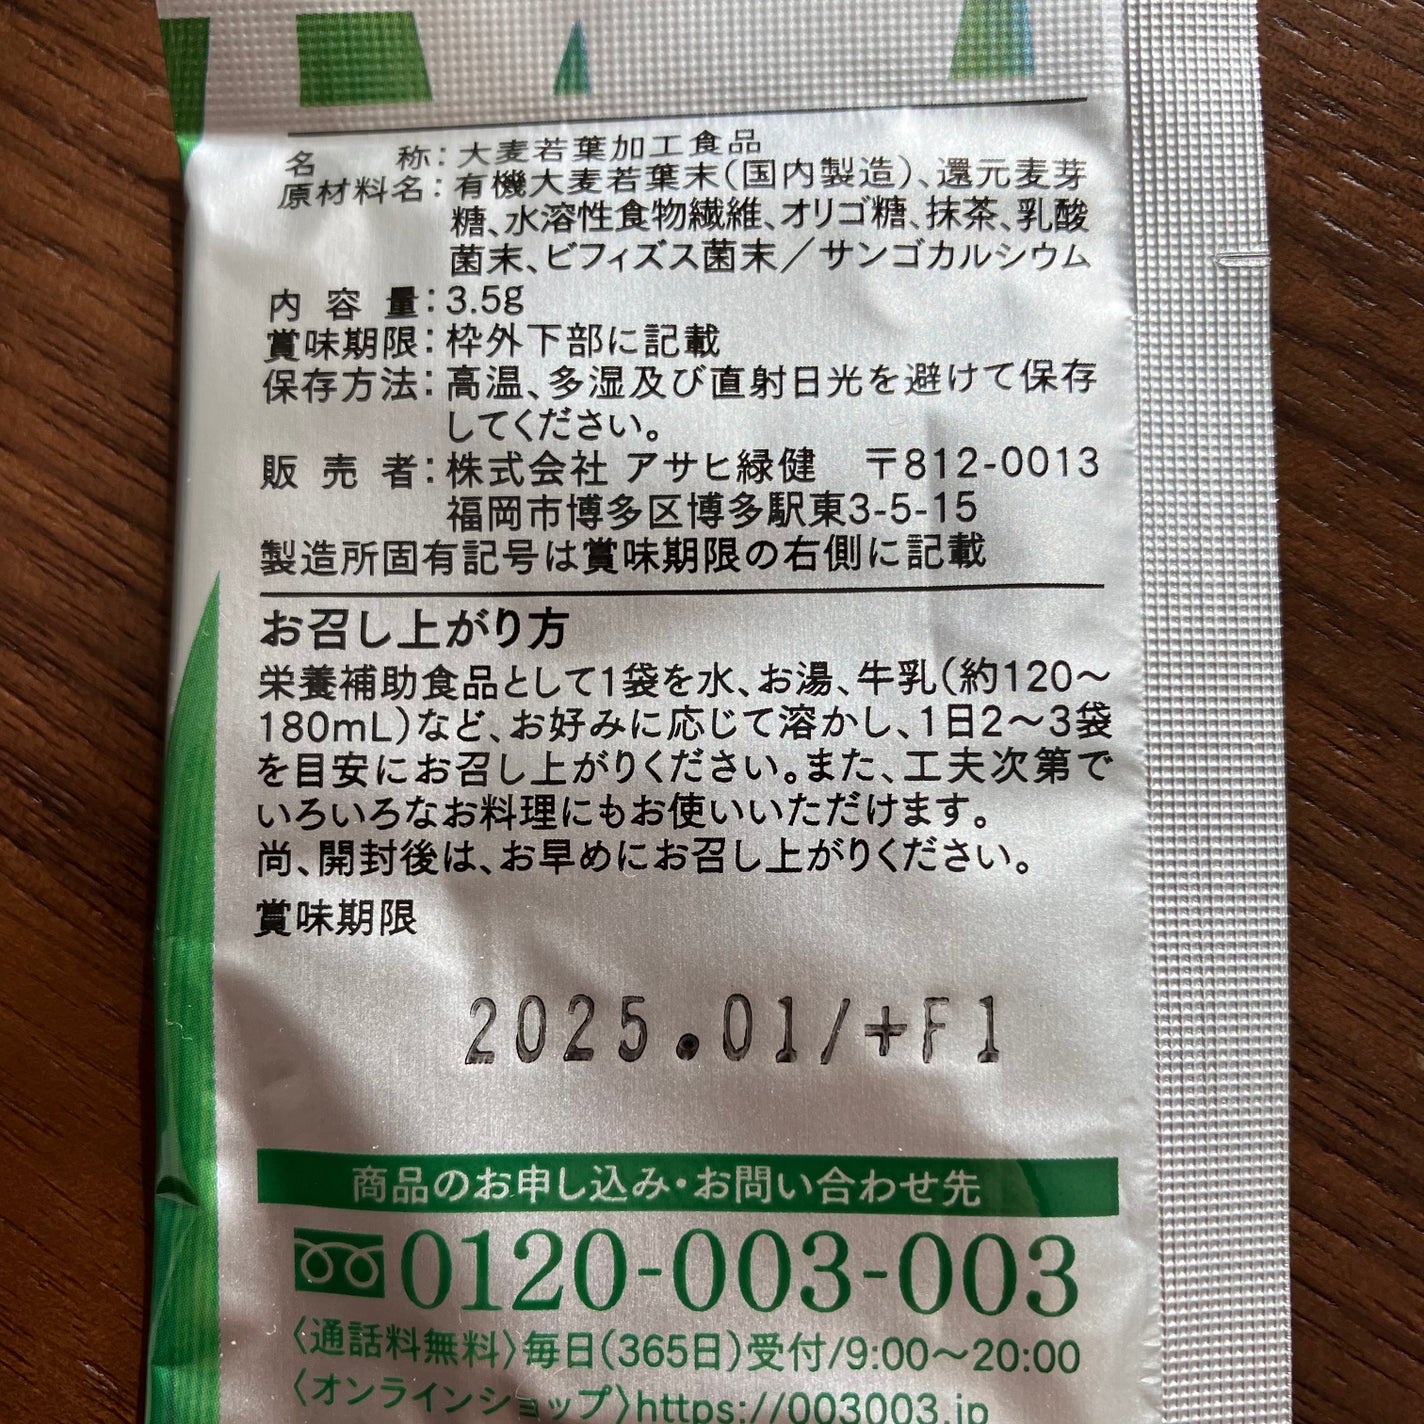 名称：大麦若葉加工食品
原材料名：有機大麦若葉末（国内製造）、還元麦芽
糖、水溶性食物繊維、オリゴ糖、抹茶、乳酸
菌末、ビフィズス菌末／サンゴカルシウム
内容量：3.5g
賞味期限：枠外下部に記載
保存方法：高温、多湿及び直射日光を避けて保存
してください。
販売者：株式会社 アサヒ緑健 〒812-0013
福岡市博多区博多駅東3-5-15
製造所固有記号は賞味期限の右側に記載
お召し上がり方
栄養補助食品として1袋を水、お湯、牛乳（約120～
180mL）など、お好みに応じて溶かし、1日2～3袋
を目安にお召し上がりください。また、工夫次第で
いろいろなお料理にもお使いいただけます。
尚、開封後は、お早めにお召し上がりください。
賞味期限
2025.01/+F1
商品のお申し込み・お問い合わせ先
0120-003-003
〈通話料無料〉毎日（365日）受付/9:00～20:00
〈オンラインショップ〉https://003003.jp